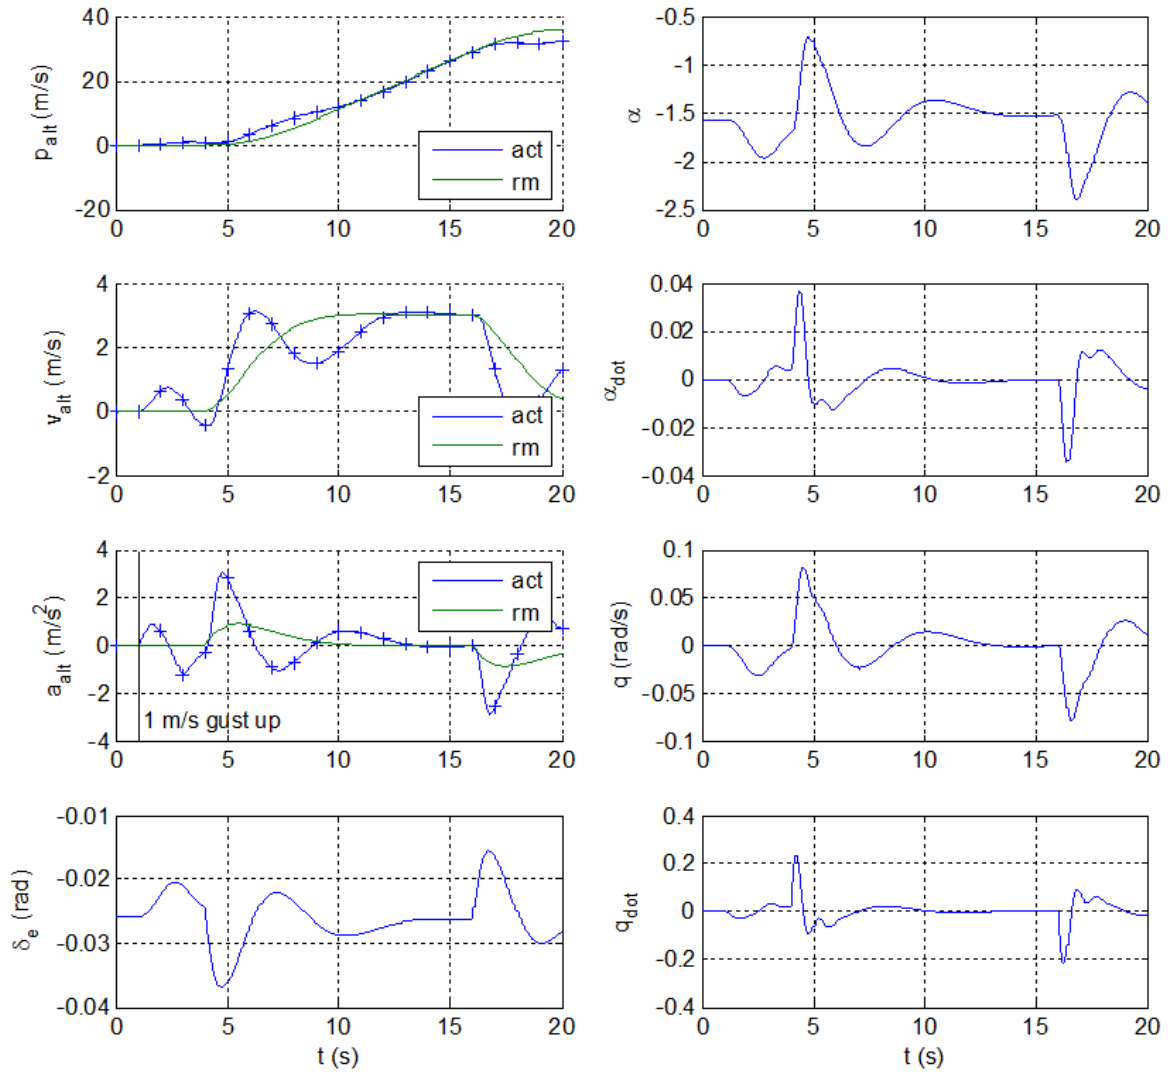 40
20
0
-20
p_alt (m/s)
act
rm
0 5 10 15 20
-0.5
-1
-1.5
-2
-2.5
α
0 5 10 15 20
4
2
0
-2
v_alt (m/s)
act
rm
0 5 10 15 20
0.04
0.02
0
-0.02
-0.04
α_dot
0 5 10 15 20
4
2
0
-2
-4
a_alt (m/s²)
act
rm
1 m/s gust up
0 5 10 15 20
0.1
0.05
0
-0.05
-0.1
q (rad/s)
0 5 10 15 20
-0.01
-0.02
-0.03
-0.04
δ_e (rad)
0 5 10 15 20
t (s)
0.4
0.2
0
-0.2
-0.4
q_dot
0 5 10 15 20
t (s)